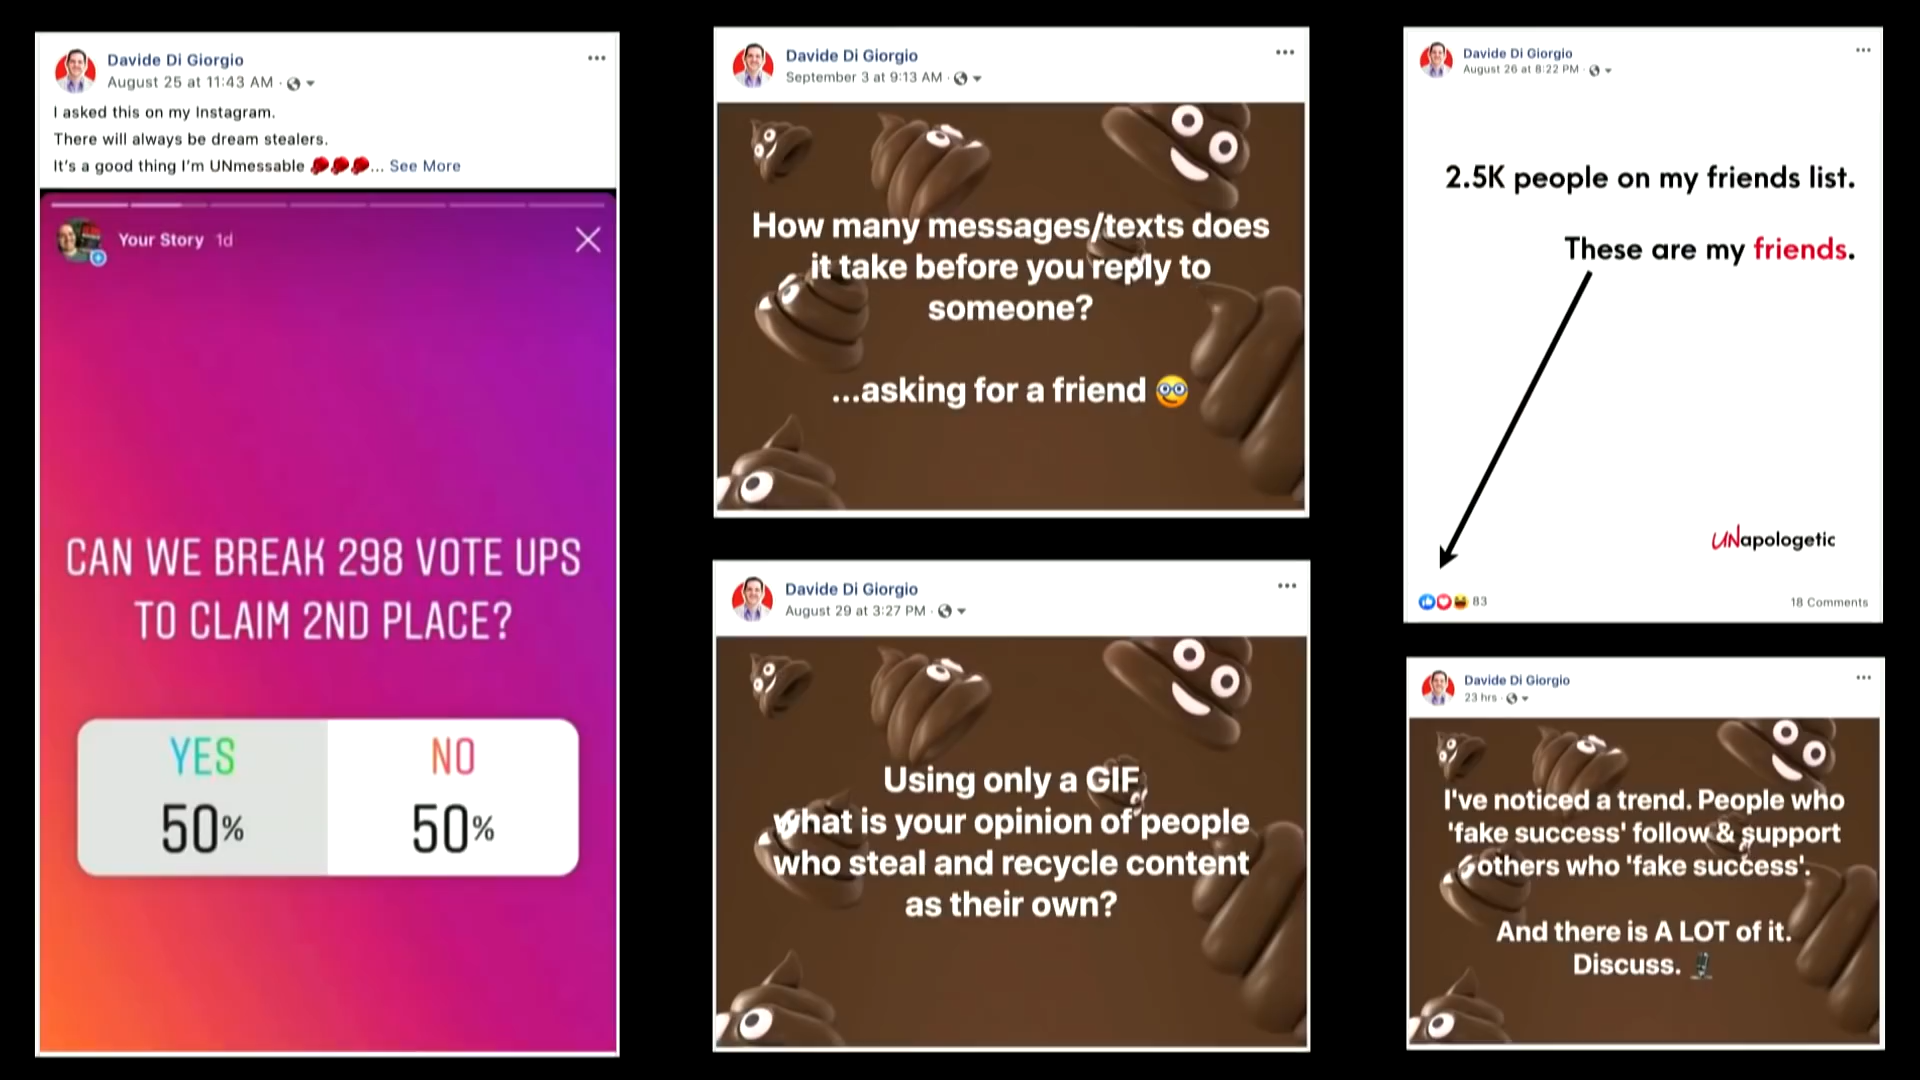 Davide Di Giorgio
August 25 at 11:43 AM ·
I asked this on my Instagram.
There will always be dream stealers.
It's a good thing I'm UNmessable 🥊🥊🥊... See More
Your Story 1d
CAN WE BREAK 298 VOTE UPS
TO CLAIM 2ND PLACE?
YES NO
50% 50%
Davide Di Giorgio
September 3 at 9:13 AM ·
How many messages/texts does
it take before you reply to
someone?
...asking for a friend 🤓
Davide Di Giorgio
August 29 at 3:27 PM ·
Using only a GIF,
what is your opinion of people
who steal and recycle content
as their own?
Davide Di Giorgio
August 26 at 8:22 PM ·
2.5K people on my friends list.
These are my friends.
UNapologetic
83 18 Comments
Davide Di Giorgio
23 hrs ·
I've noticed a trend. People who
'fake success' follow & support
others who 'fake success'.
And there is A LOT of it.
Discuss. 🎙️